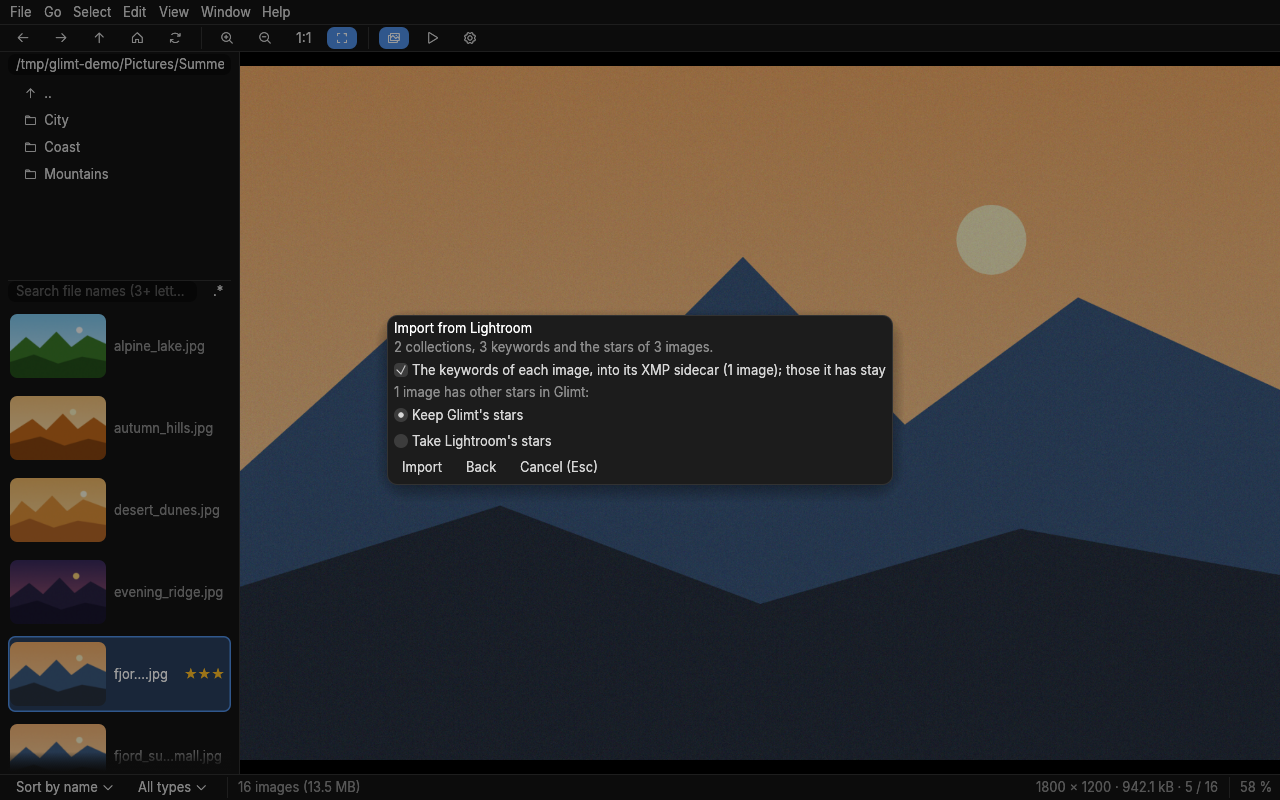 File Go Select Edit View Window Help
1:1
/tmp/glimt-demo/Pictures/Summe
..
City
Coast
Mountains
Search file names (3+ lett... .*
alpine_lake.jpg
autumn_hills.jpg
desert_dunes.jpg
evening_ridge.jpg
fjor....jpg ★★★
fjord_su...mall.jpg
Import from Lightroom
2 collections, 3 keywords and the stars of 3 images.
The keywords of each image, into its XMP sidecar (1 image); those it has stay
1 image has other stars in Glimt:
Keep Glimt's stars
Take Lightroom's stars
Import Back Cancel (Esc)
Sort by name All types 16 images (13.5 MB) 1800 × 1200 · 942.1 kB · 5 / 16 58 %